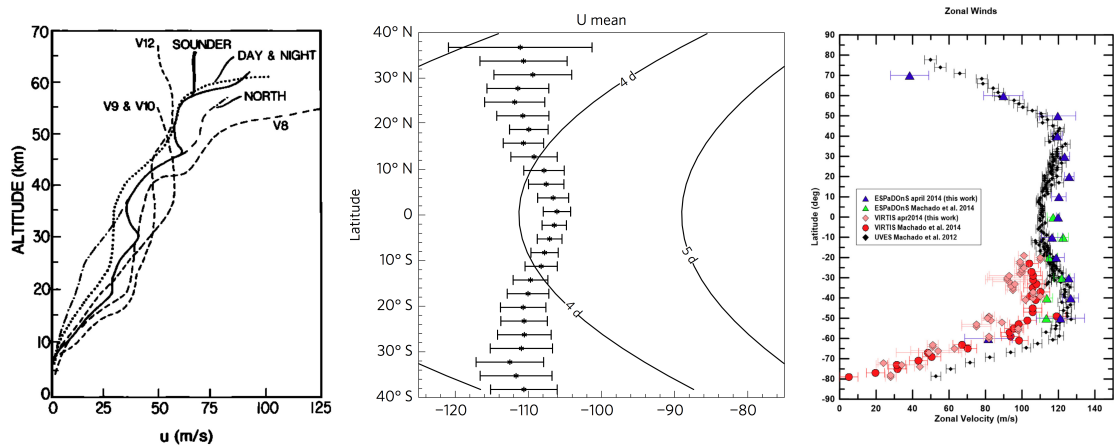 ALTITUDE (km)
70
60
50
40
30
20
10
0
V12
SOUNDER
DAY & NIGHT
NORTH
V9 & V10
V8
0
25
50
75
100
125
u (m/s)
U mean
Latitude
40° N
30° N
20° N
10° N
0
10° S
20° S
30° S
40° S
4 d
5 d
4 d
−120
−110
−100
−90
−80
Zonal Winds
Latitude (deg)
90
80
70
60
50
40
30
20
10
0
-10
-20
-30
-40
-50
-60
-70
-80
-90
ESPaDOnS april 2014 (this work)
ESPaDOnS Machado et al. 2014
VIRTIS apr2014 (this work)
VIRTIS Machado et al. 2014
UVES Machado et al. 2012
0
20
40
60
80
100
120
140
Zonal Velocity (m/s)